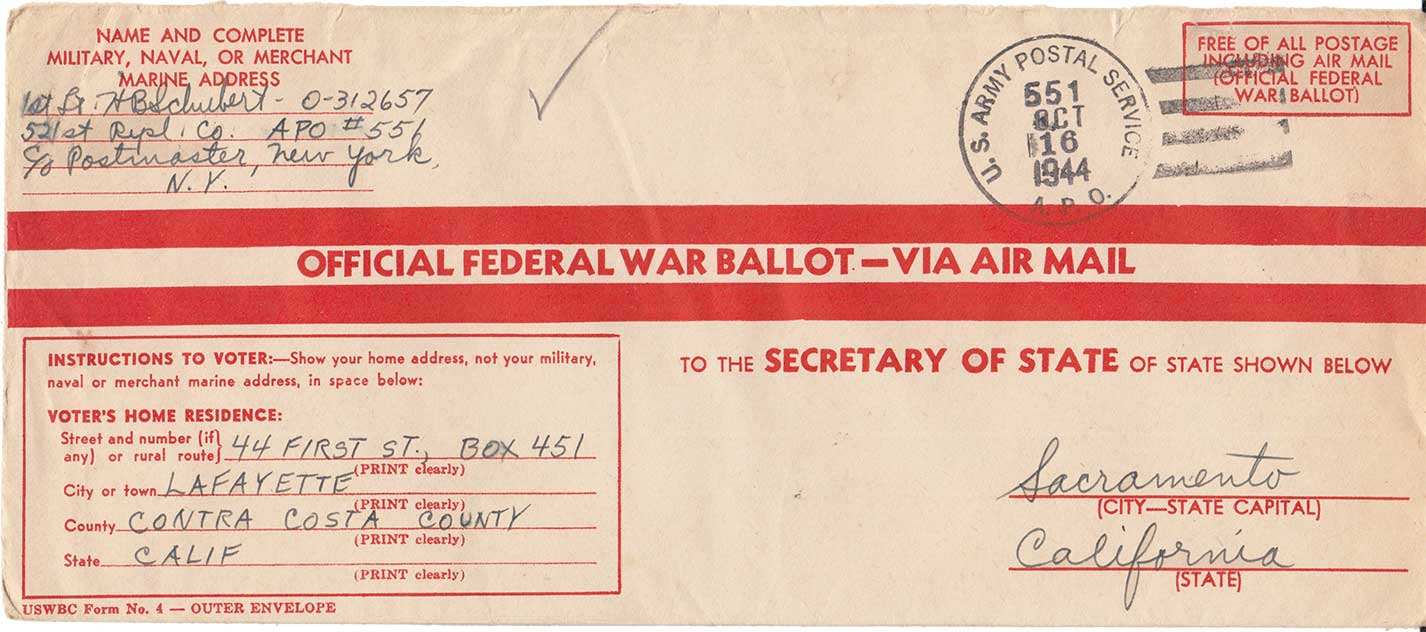 NAME AND COMPLETE
MILITARY, NAVAL, OR MERCHANT
MARINE ADDRESS
1st Lt. H B Schubert - O-312657
521st Repl. Co. APO #551
c/o Postmaster, New York,
N.Y.
U.S. ARMY POSTAL SERVICE
551
OCT
16
1944
A. P. O.
FREE OF ALL POSTAGE
INCLUDING AIR MAIL
(OFFICIAL FEDERAL
WAR BALLOT)
OFFICIAL FEDERAL WAR BALLOT—VIA AIR MAIL
INSTRUCTIONS TO VOTER:—Show your home address, not your military,
naval or merchant marine address, in space below:
VOTER'S HOME RESIDENCE:
Street and number (if
any) or rural route} 44 FIRST ST., BOX 451
(PRINT clearly)
City or town LAFAYETTE
(PRINT clearly)
County CONTRA COSTA COUNTY
(PRINT clearly)
State CALIF
(PRINT clearly)
USWBC Form No. 4 — OUTER ENVELOPE
TO THE SECRETARY OF STATE OF STATE SHOWN BELOW
Sacramento
(CITY—STATE CAPITAL)
California
(STATE)